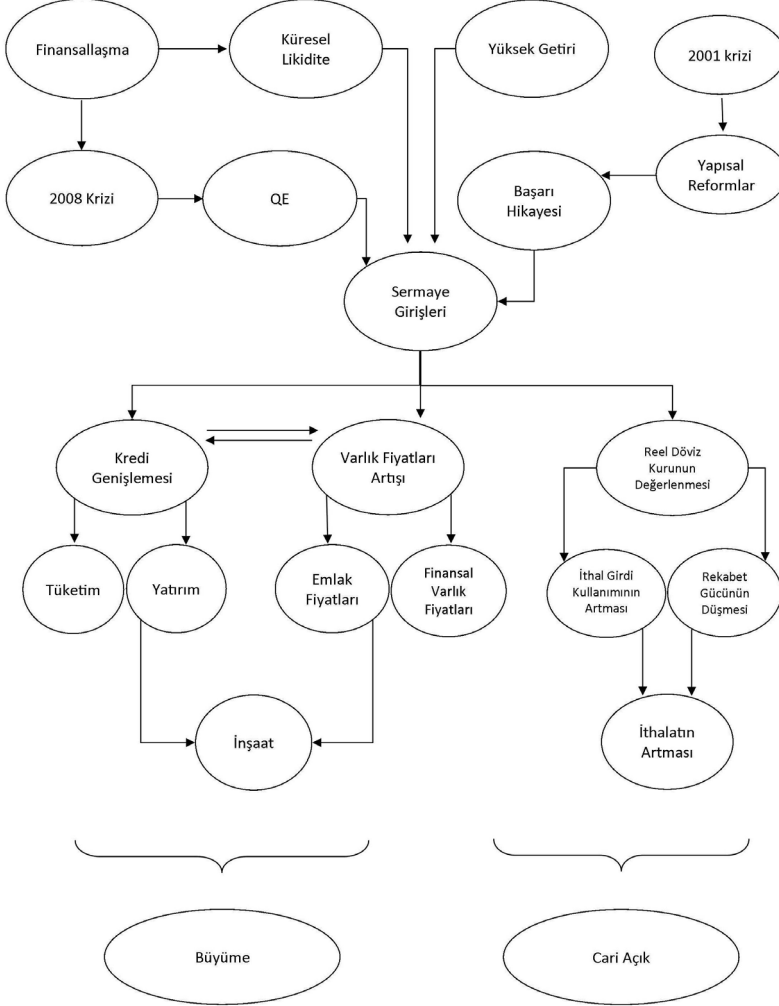 Finansallaşma
Küresel
Likidite
Yüksek Getiri
2001 krizi
2008 Krizi
QE
Başarı
Hikayesi
Yapısal
Reformlar
Sermaye
Girişleri
Kredi
Genişlemesi
Varlık Fiyatları
Artışı
Reel Döviz
Kurunun
Değerlenmesi
Tüketim
Yatırım
Emlak
Fiyatları
Finansal
Varlık
Fiyatları
İthal Girdi
Kullanımının
Artması
Rekabet
Gücünün
Düşmesi
İnşaat
İthalatın
Artması
Büyüme
Cari Açık